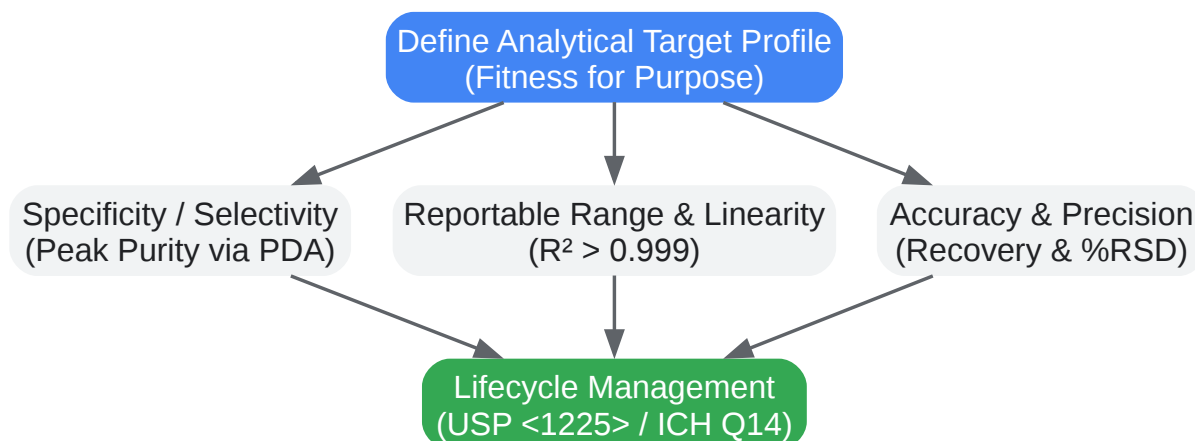 Define Analytical Target Profile
(Fitness for Purpose)
Specificity / Selectivity
(Peak Purity via PDA)
Reportable Range & Linearity
(R² > 0.999)
Accuracy & Precision
(Recovery & %RSD)
Lifecycle Management
(USP <1225> / ICH Q14)